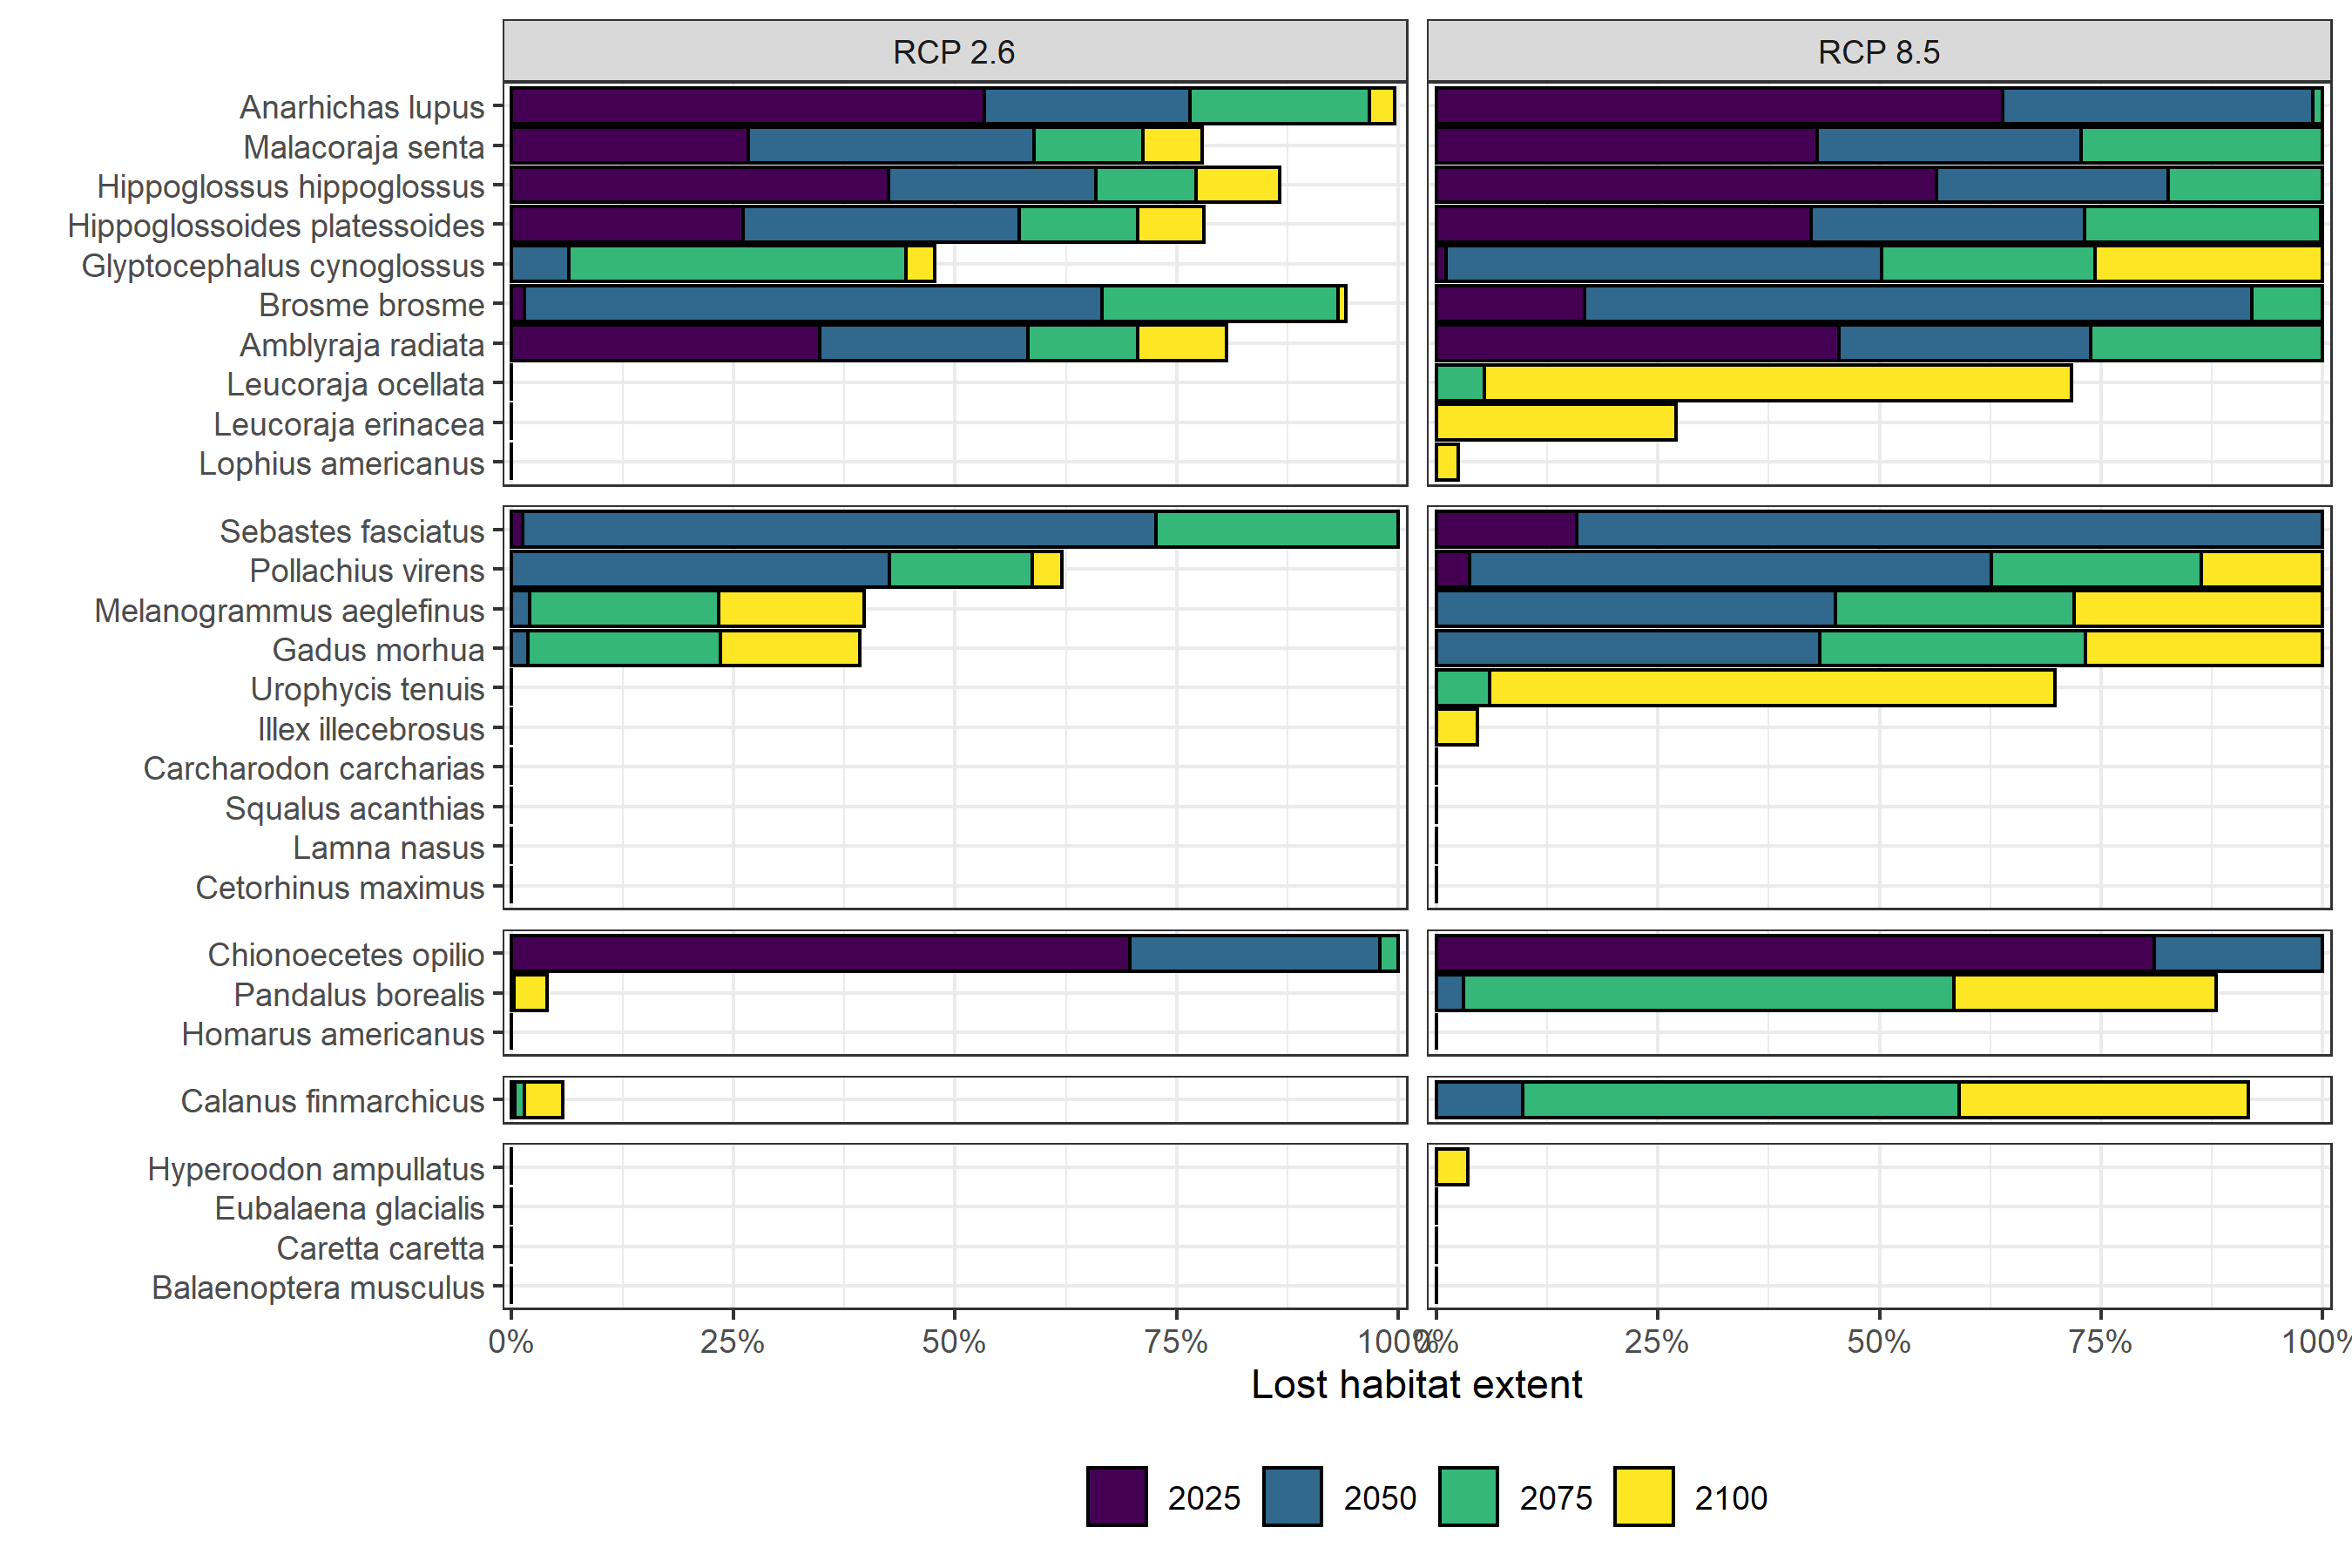 RCP 2.6
RCP 8.5
Anarhichas lupus
Malacoraja senta
Hippoglossus hippoglossus
Hippoglossoides platessoides
Glyptocephalus cynoglossus
Brosme brosme
Amblyraja radiata
Leucoraja ocellata
Leucoraja erinacea
Lophius americanus
Sebastes fasciatus
Pollachius virens
Melanogrammus aeglefinus
Gadus morhua
Urophycis tenuis
Illex illecebrosus
Carcharodon carcharias
Squalus acanthias
Lamna nasus
Cetorhinus maximus
Chionoecetes opilio
Pandalus borealis
Homarus americanus
Calanus finmarchicus
Hyperoodon ampullatus
Eubalaena glacialis
Caretta caretta
Balaenoptera musculus
0% 25% 50% 75% 100% 0% 25% 50% 75% 100%
Lost habitat extent
2025 2050 2075 2100